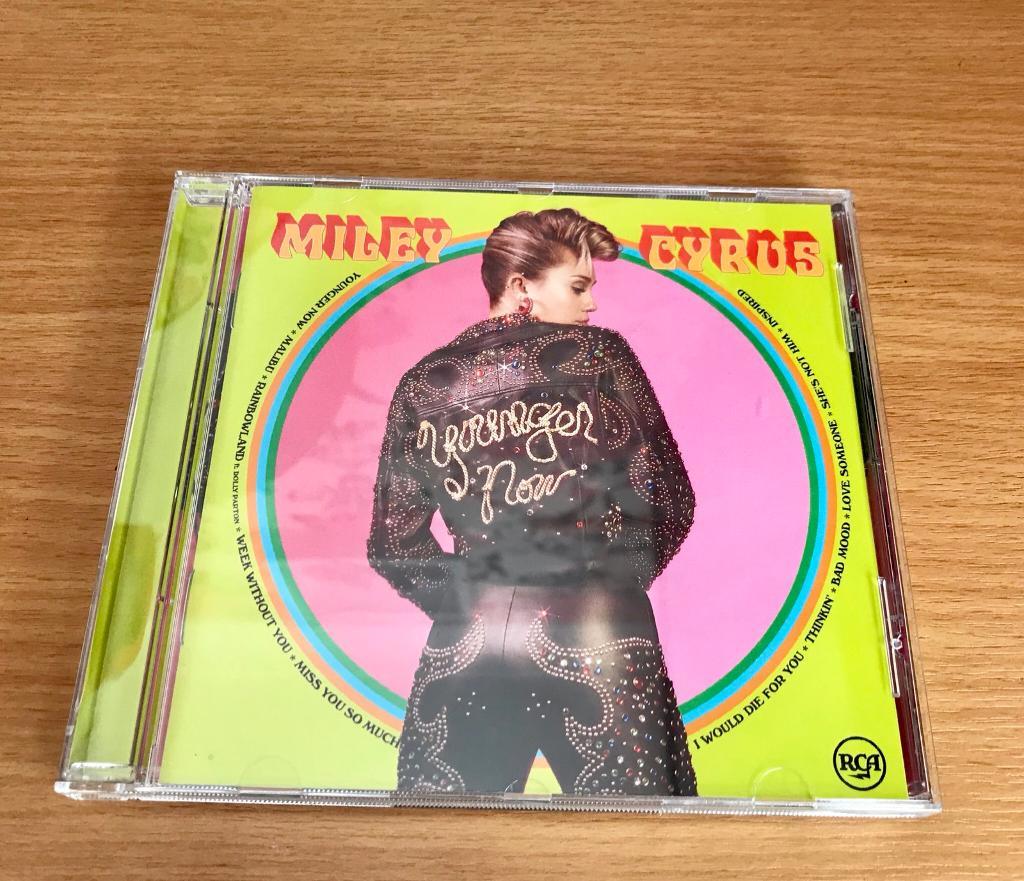 MILEY CYRUS
YOUNGER NOW * MALIBU * RAINBOWLAND ft. DOLLY PARTON * WEEK WITHOUT YOU * MISS YOU SO MUCH
I WOULD DIE FOR YOU * THINKIN' * BAD MOOD * LOVE SOMEONE * SHE'S NOT HIM * INSPIRED
younger
now
RCA